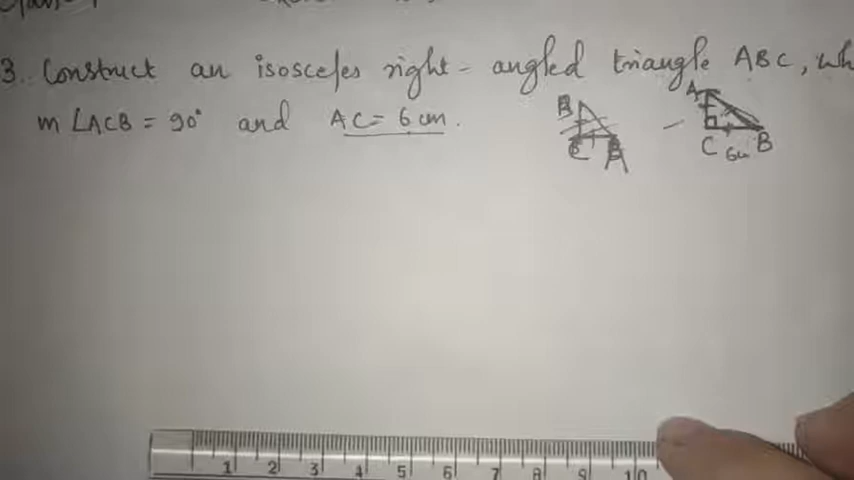 3. Construct an isosceles right-angled triangle ABC, wh
m ∠ACB = 90° and AC = 6 cm.
B A
C A C 6cm B
1 2 3 4 5 6 7 8 9 10